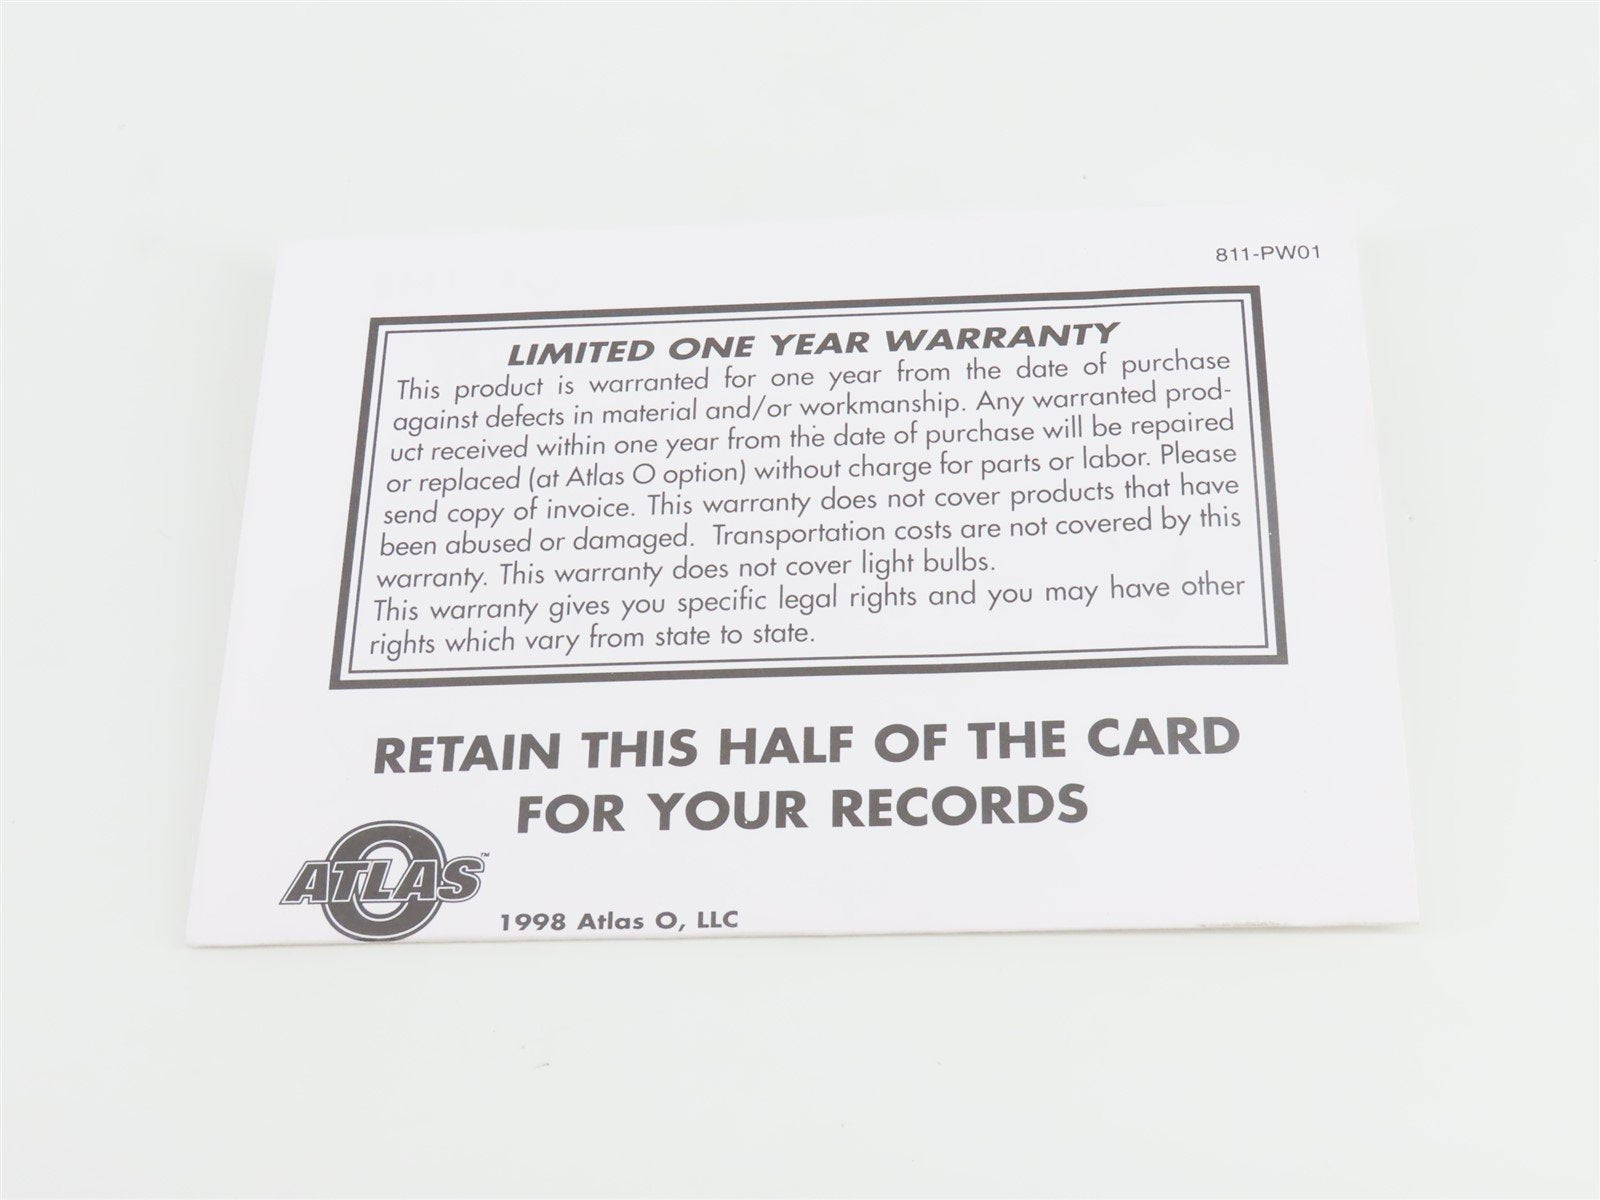 811-PW01
LIMITED ONE YEAR WARRANTY
This product is warranted for one year from the date of purchase
against defects in material and/or workmanship. Any warranted prod-
uct received within one year from the date of purchase will be repaired
or replaced (at Atlas O option) without charge for parts or labor. Please
send copy of invoice. This warranty does not cover products that have
been abused or damaged. Transportation costs are not covered by this
warranty. This warranty does not cover light bulbs.
This warranty gives you specific legal rights and you may have other
rights which vary from state to state.
RETAIN THIS HALF OF THE CARD
FOR YOUR RECORDS
ATLAS O ™
1998 Atlas O, LLC